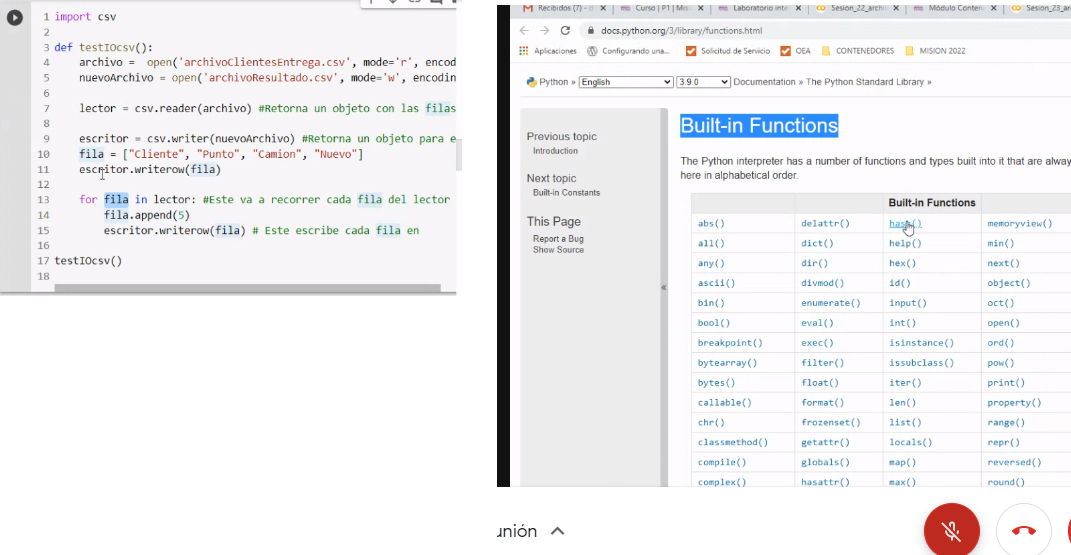 1 import csv
2
3 def testIOcsv():
4 archivo = open('archivoClientesEntrega.csv', mode='r', encod
5 nuevoArchivo = open('archivoResultado.csv', mode='w', encodin
6
7 lector = csv.reader(archivo) #Retorna un objeto con las filas
8
9 escritor = csv.writer(nuevoArchivo) #Retorna un objeto para e
10 fila = ["Cliente", "Punto", "Camion", "Nuevo"]
11 escritor.writerow(fila)
12
13 for fila in lector: #Este va a recorrer cada fila del lector
14 fila.append(5)
15 escritor.writerow(fila) # Este escribe cada fila en
16
17 testIOcsv()
18
Recibidos (7) - d Curso | P1 | Misi Laboratorio inte Sesion_22_archi Módulo Conten Sesion_23_ar
docs.python.org/3/library/functions.html
Aplicaciones Configurando una... Solicitud de Servicio OEA CONTENEDORES MISION 2022
Python » English 3.9.0 Documentation » The Python Standard Library »
Previous topic
Introduction
Next topic
Built-in Constants
This Page
Report a Bug
Show Source
«
Built-in Functions
The Python interpreter has a number of functions and types built into it that are alway
here in alphabetical order.
Built-in Functions
abs() delattr() hash() memoryview()
all() dict() help() min()
any() dir() hex() next()
ascii() divmod() id() object()
bin() enumerate() input() oct()
bool() eval() int() open()
breakpoint() exec() isinstance() ord()
bytearray() filter() issubclass() pow()
bytes() float() iter() print()
callable() format() len() property()
chr() frozenset() list() range()
classmethod() getattr() locals() repr()
compile() globals() map() reversed()
complex() hasattr() max() round()
unión